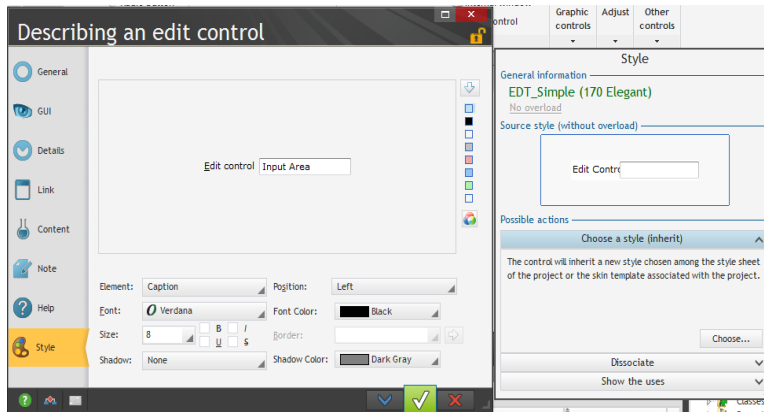 Describing an edit control
General
GUI
Details
Link
Content
Note
Help
Style
Edit control Input Area
Element: Caption
Position: Left
Font: O Verdana
Font Color: Black
Size: 8
B I
U S
Border:
Shadow: None
Shadow Color: Dark Gray
ontrol
Graphic controls
Adjust
Other controls
Style
General information
EDT_Simple (170 Elegant)
No overload
Source style (without overload)
Edit Contro
Possible actions
Choose a style (inherit)
The control will inherit a new style chosen among the style sheet
of the project or the skin template associated with the project.
Choose...
Dissociate
Show the uses
Classes